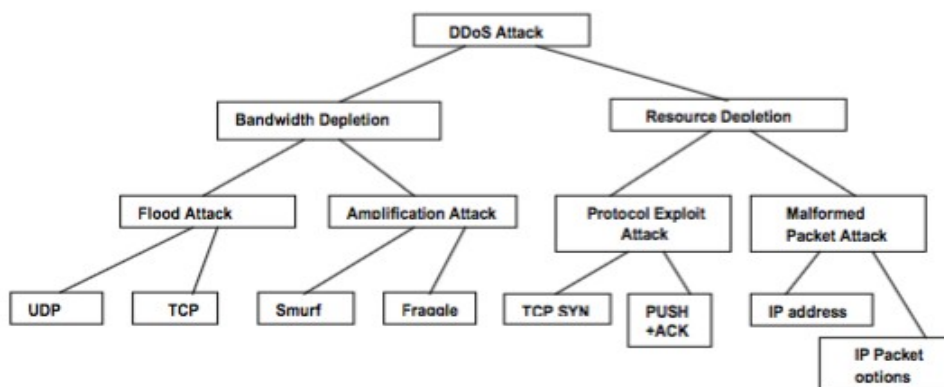 DDoS Attack
Bandwidth Depletion
Resource Depletion
Flood Attack
Amplification Attack
Protocol Exploit
Attack
Malformed
Packet Attack
UDP
TCP
Smurf
Fraggle
TCP SYN
PUSH
+ACK
IP address
IP Packet
options